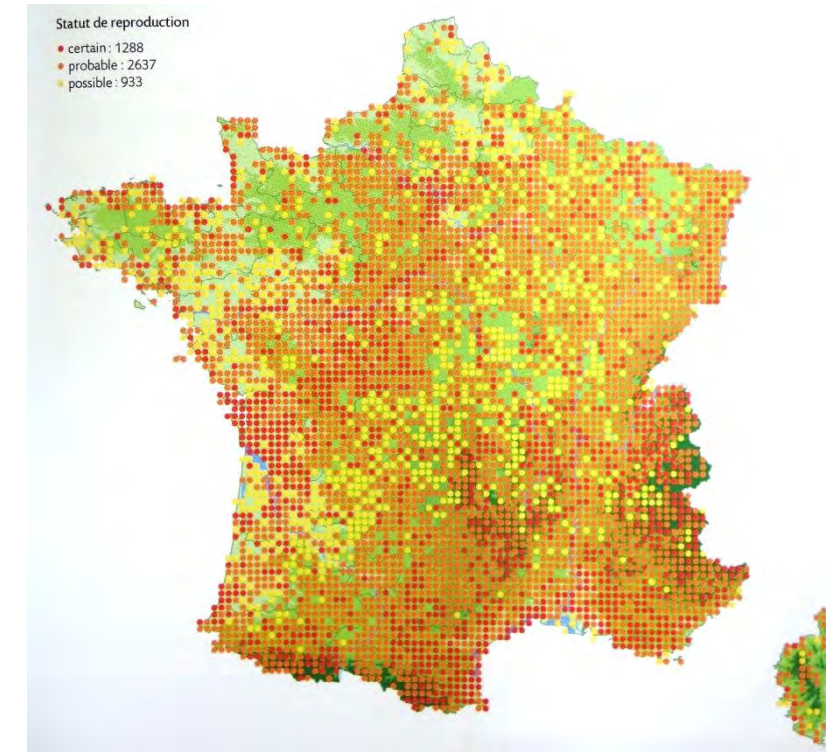 Statut de reproduction
certain : 1288
probable : 2637
possible : 933